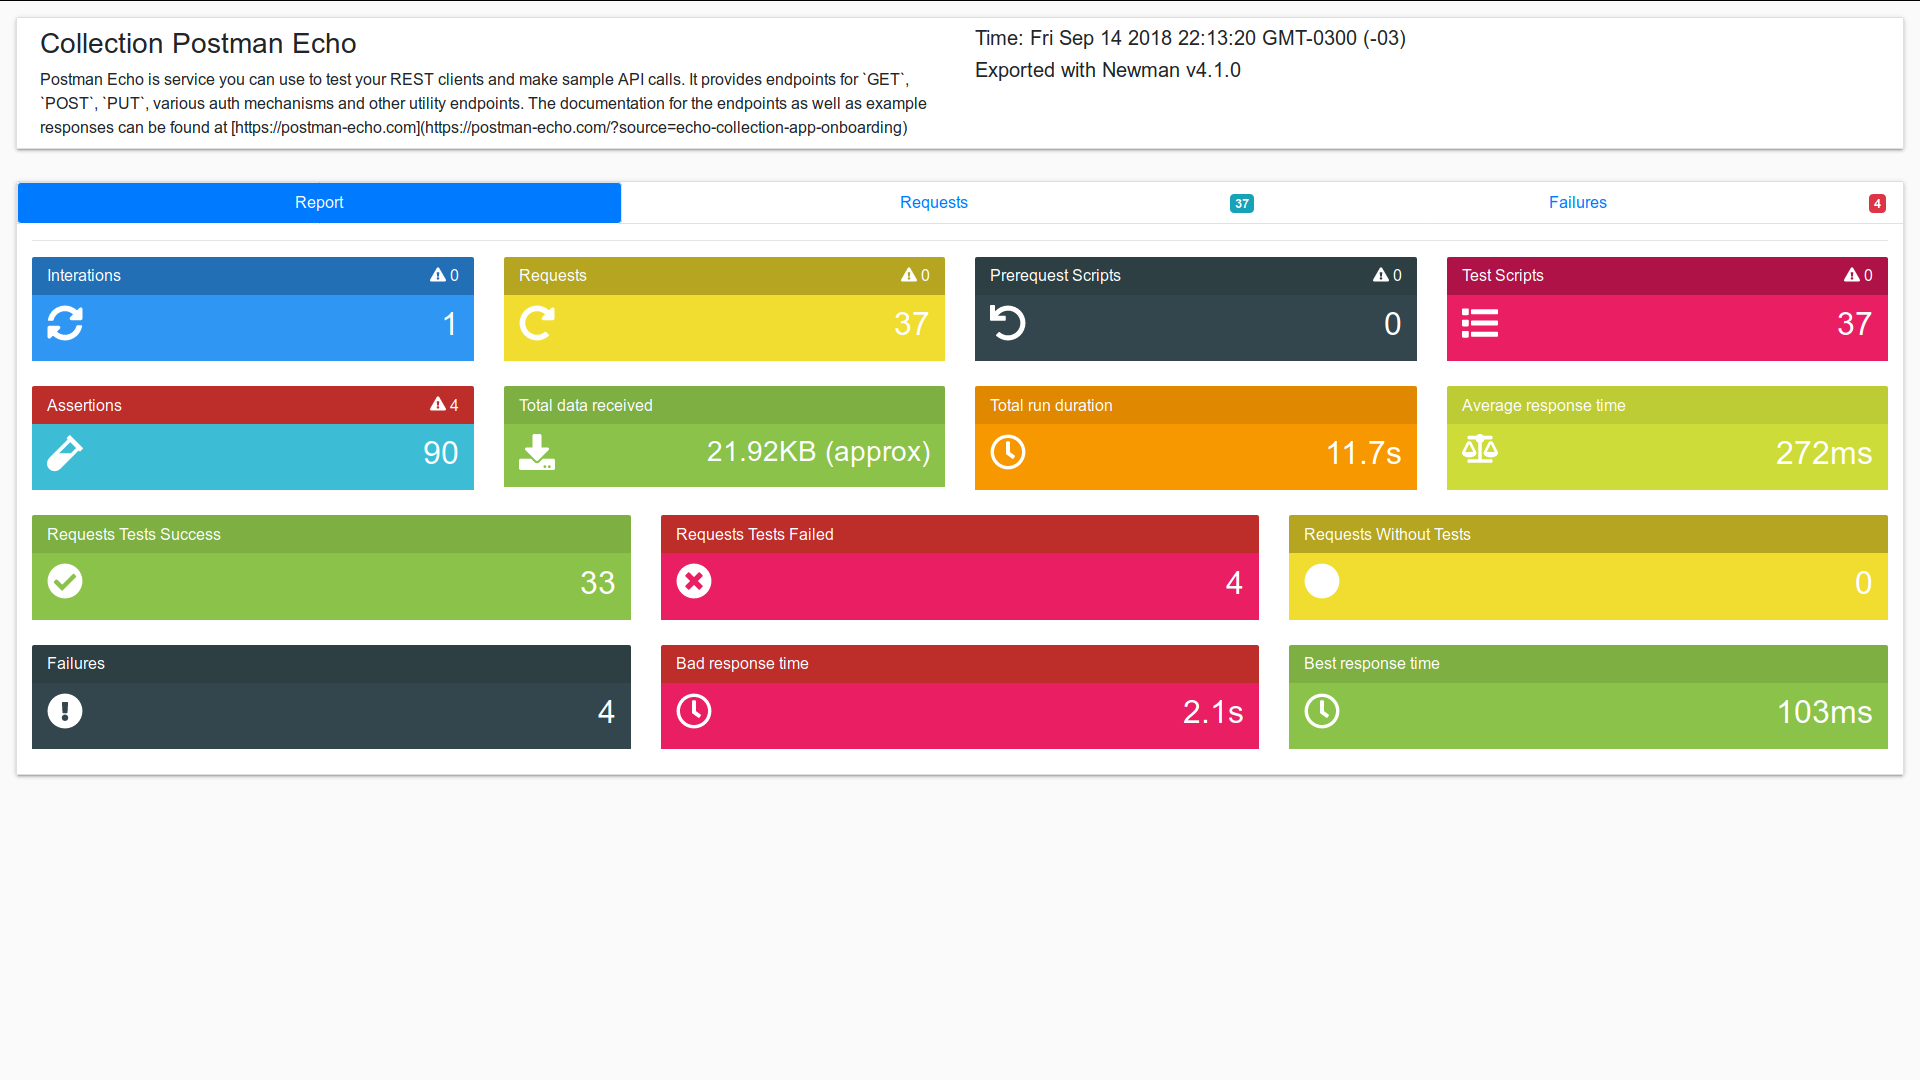 Collection Postman Echo
Postman Echo is service you can use to test your REST clients and make sample API calls. It provides endpoints for `GET`,
`POST`, `PUT`, various auth mechanisms and other utility endpoints. The documentation for the endpoints as well as example
responses can be found at [https://postman-echo.com](https://postman-echo.com/?source=echo-collection-app-onboarding)
Time: Fri Sep 14 2018 22:13:20 GMT-0300 (-03)
Exported with Newman v4.1.0
Report
Requests 37
Failures 4
Interations 0
1
Requests 0
37
Prerequest Scripts 0
0
Test Scripts 0
37
Assertions 4
90
Total data received
21.92KB (approx)
Total run duration
11.7s
Average response time
272ms
Requests Tests Success
33
Requests Tests Failed
4
Requests Without Tests
0
Failures
4
Bad response time
2.1s
Best response time
103ms